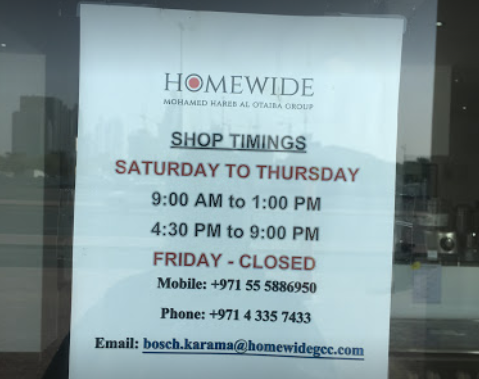 HOMEWIDE
MOHAMED HAREB AL OTAIBA GROUP
SHOP TIMINGS
SATURDAY TO THURSDAY
9:00 AM to 1:00 PM
4:30 PM to 9:00 PM
FRIDAY - CLOSED
Mobile: +971 55 5886950
Phone: +971 4 335 7433
Email: bosch.karama@homewidegcc.com